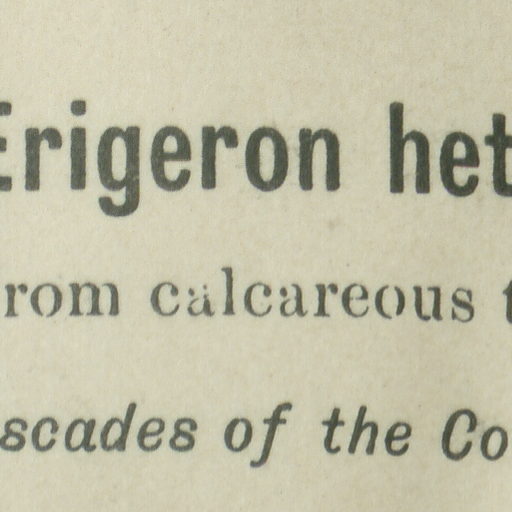 Erigeron het
rom calcareous t
scades of the Co